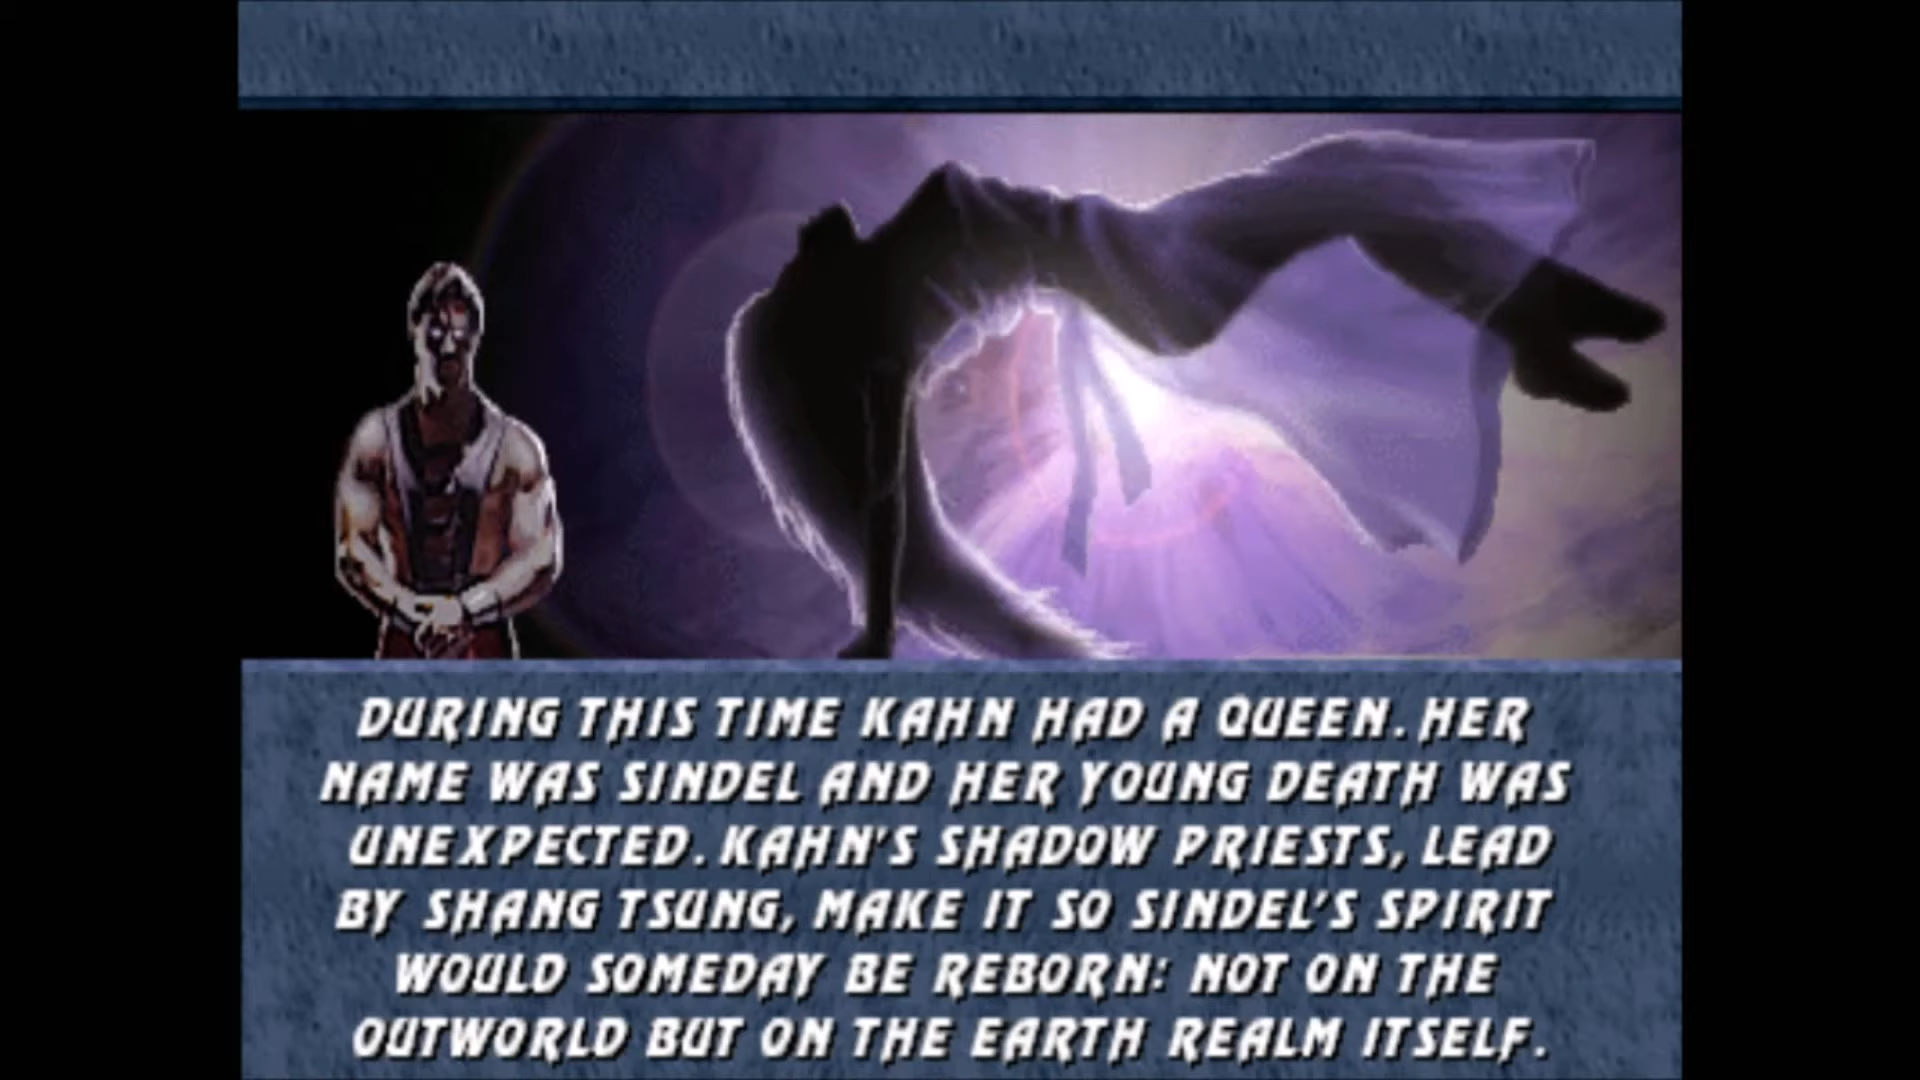 DURING THIS TIME KAHN HAD A QUEEN. HER
NAME WAS SINDEL AND HER YOUNG DEATH WAS
UNEXPECTED. KAHN'S SHADOW PRIESTS, LEAD
BY SHANG TSUNG, MAKE IT SO SINDEL'S SPIRIT
WOULD SOMEDAY BE REBORN: NOT ON THE
OUTWORLD BUT ON THE EARTH REALM ITSELF.